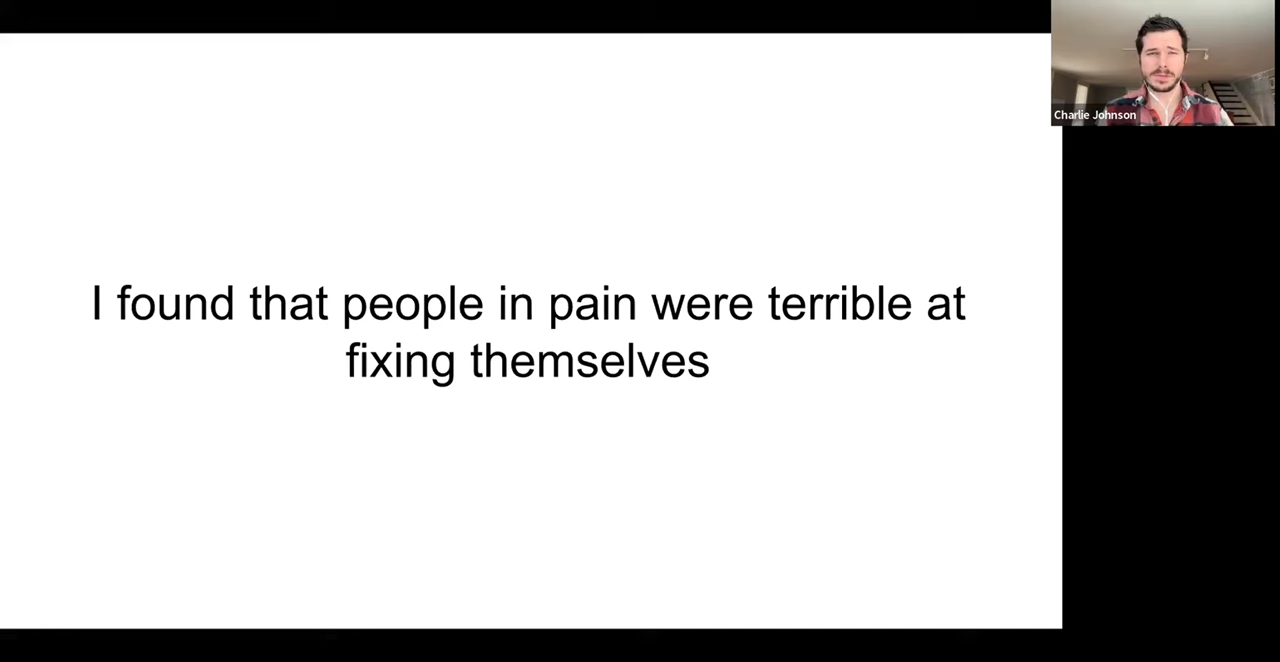 Charlie Johnson
I found that people in pain were terrible at
fixing themselves